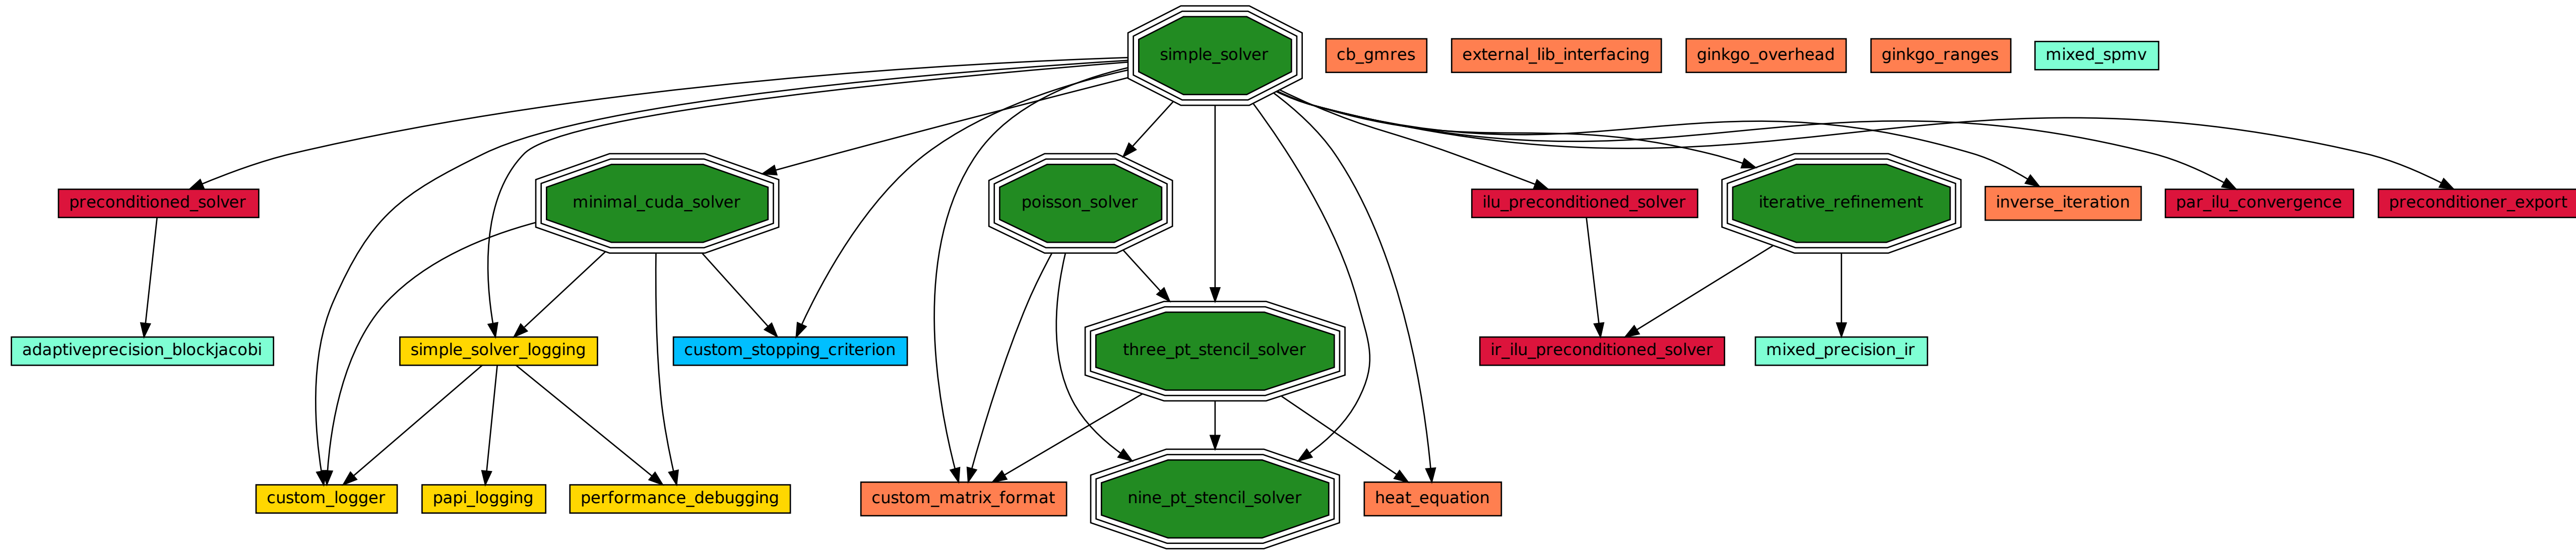 simple_solver
cb_gmres
external_lib_interfacing
ginkgo_overhead
ginkgo_ranges
mixed_spmv
preconditioned_solver
minimal_cuda_solver
poisson_solver
ilu_preconditioned_solver
iterative_refinement
inverse_iteration
par_ilu_convergence
preconditioner_export
adaptiveprecision_blockjacobi
simple_solver_logging
custom_stopping_criterion
three_pt_stencil_solver
ir_ilu_preconditioned_solver
mixed_precision_ir
custom_logger
papi_logging
performance_debugging
custom_matrix_format
nine_pt_stencil_solver
heat_equation